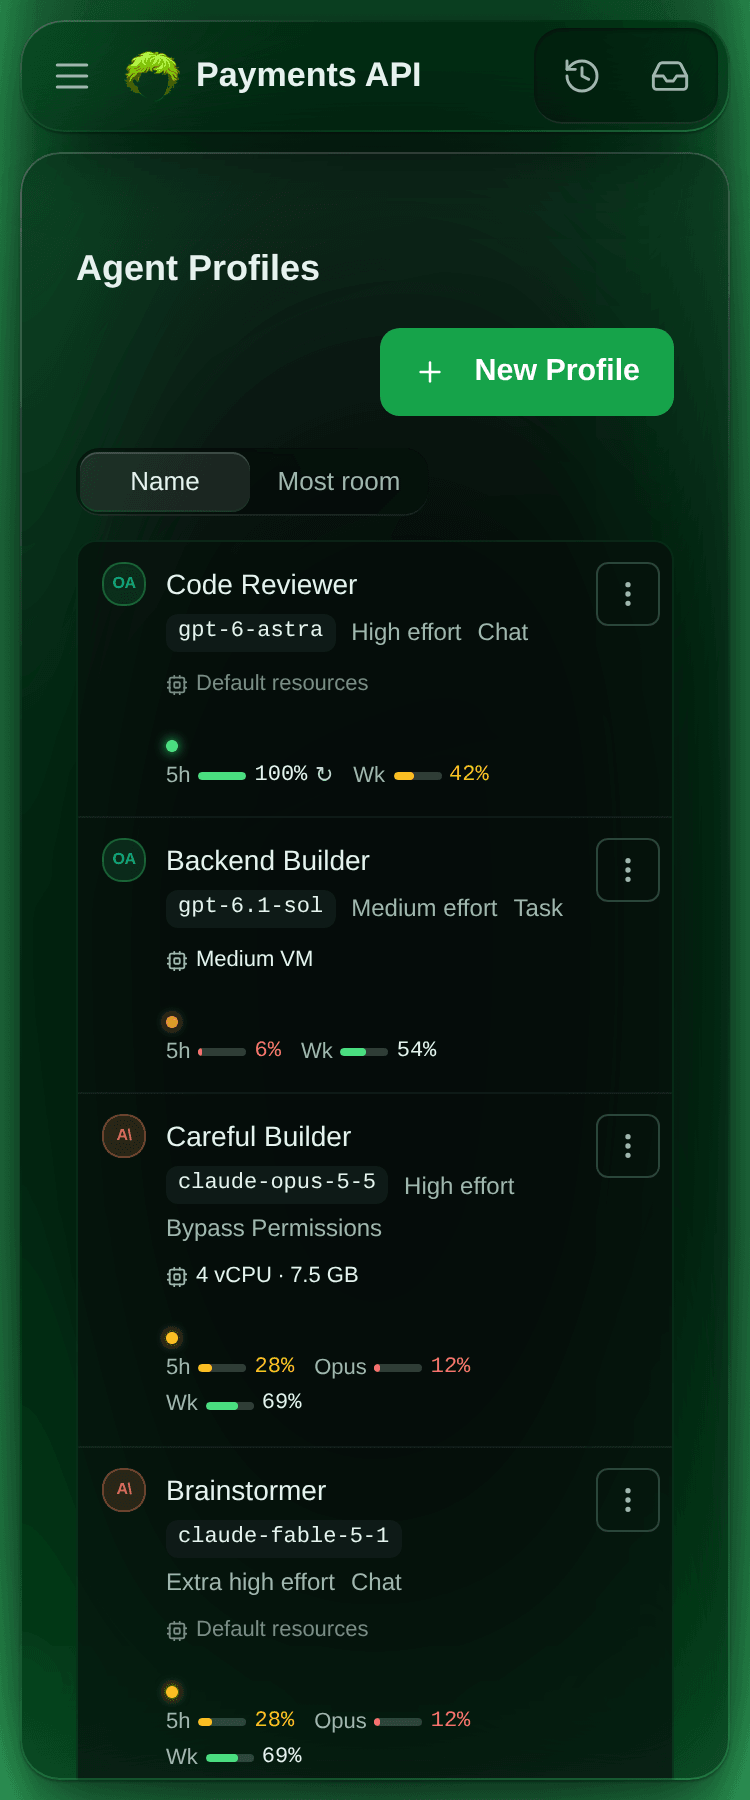 Payments API
Agent Profiles
New Profile
Name Most room
OA Code Reviewer
gpt-6-astra High effort Chat
Default resources
5h 100% ↻ Wk 42%
OA Backend Builder
gpt-6.1-sol Medium effort Task
Medium VM
5h 6% Wk 54%
A\ Careful Builder
claude-opus-5-5 High effort
Bypass Permissions
4 vCPU · 7.5 GB
5h 28% Opus 12%
Wk 69%
A\ Brainstormer
claude-fable-5-1
Extra high effort Chat
Default resources
5h 28% Opus 12%
Wk 69%